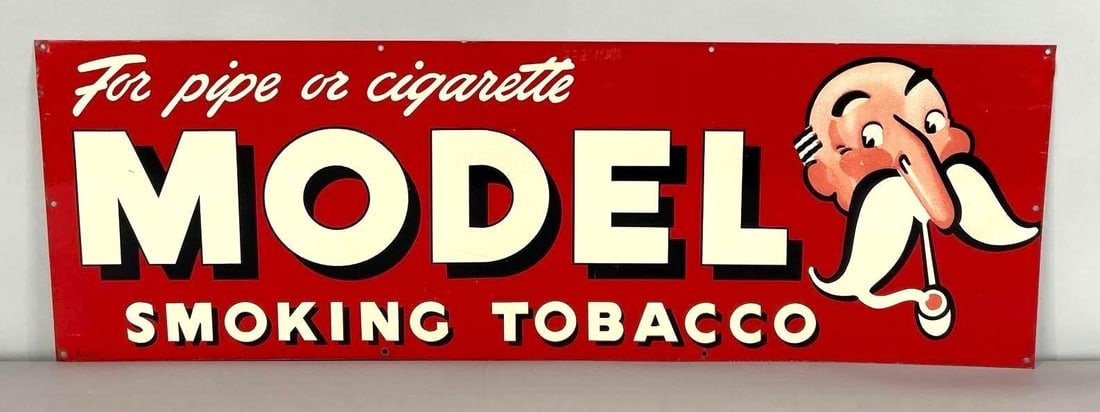 For pipe or cigarette
MODEL
SMOKING TOBACCO